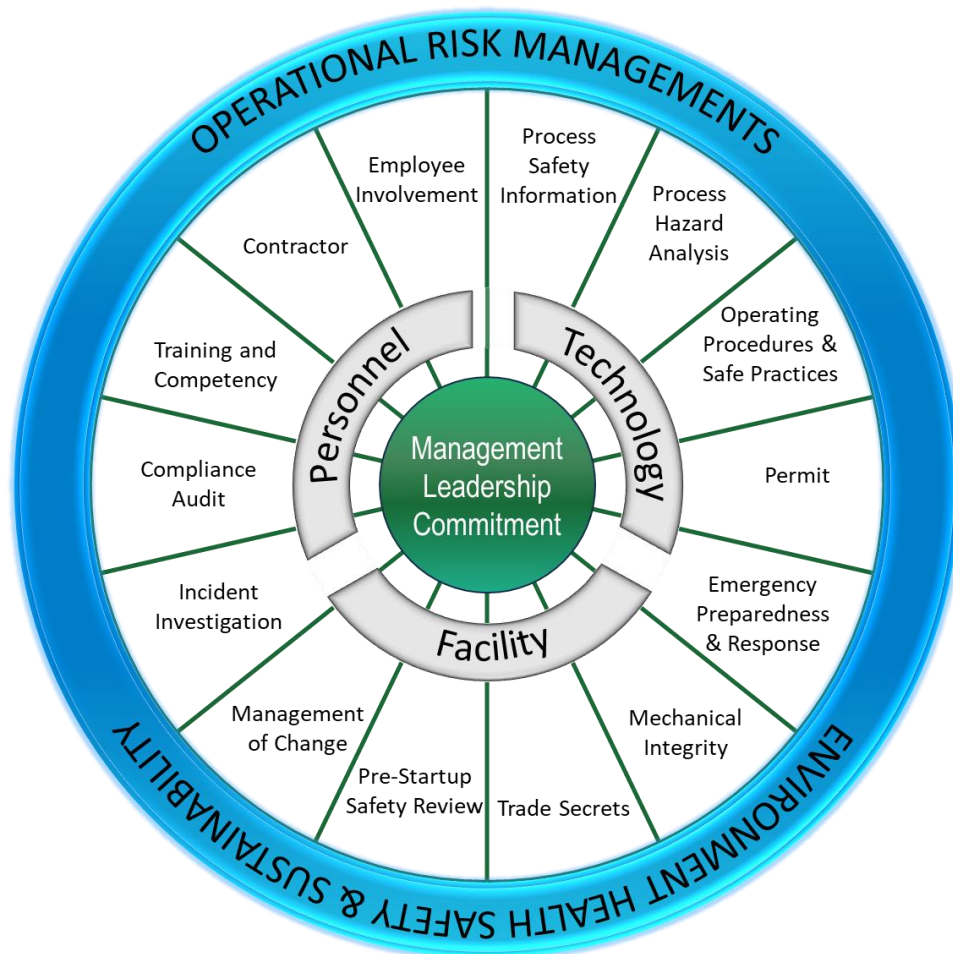 OPERATIONAL RISK MANAGEMENTS
Process
Safety
Information
Process
Hazard
Analysis
Operating
Procedures &
Safe Practices
Permit
Emergency
Preparedness
& Response
Mechanical
Integrity
Trade Secrets
Pre-Startup
Safety Review
Management
of Change
Incident
Investigation
Compliance
Audit
Training and
Competency
Contractor
Employee
Involvement
Personnel
Technology
Facility
Management
Leadership
Commitment
ENVIRONMENT HEALTH SAFETY & SUSTAINABILITY